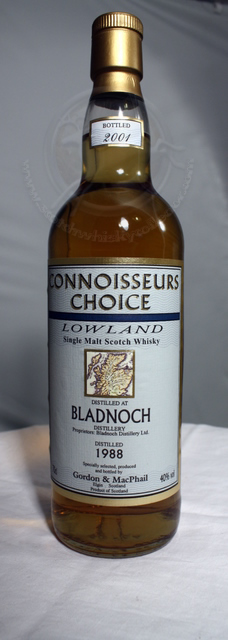 BOTTLED
2001
CONNOISSEURS
CHOICE
LOWLAND
Single Malt Scotch Whisky
DISTILLED AT
BLADNOCH
DISTILLERY
Proprietors: Bladnoch Distillery Ltd.
DISTILLED
1988
Specially selected, produced
and bottled by
Gordon & MacPhail
Elgin Scotland
Product of Scotland
40% vol